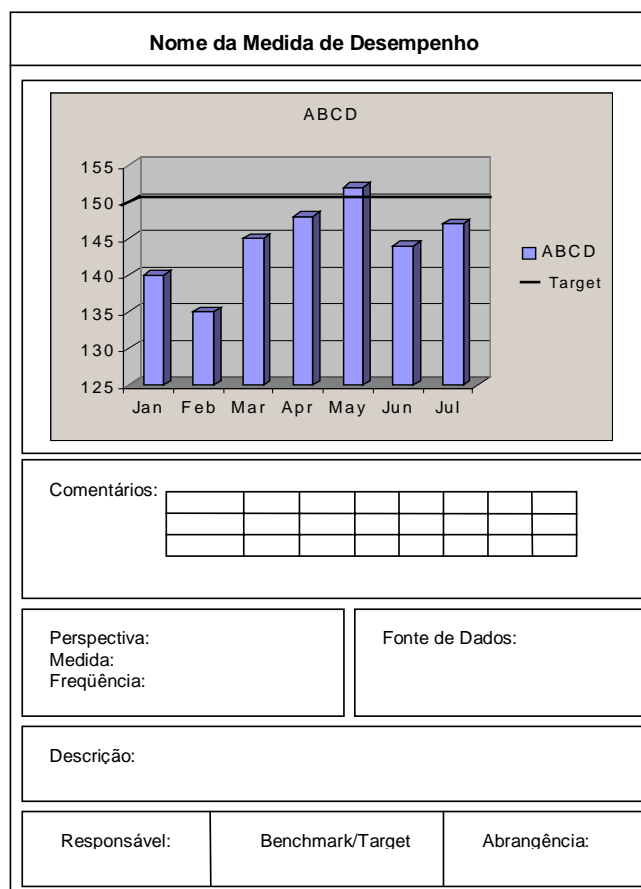 Nome da Medida de Desempenho
ABCD
155
150
145
140
135
130
125
Jan Feb Mar Apr May Jun Jul
ABCD
Target
Comentários:
Perspectiva:
Medida:
Freqüência:
Fonte de Dados:
Descrição:
Responsável:
Benchmark/Target
Abrangência: